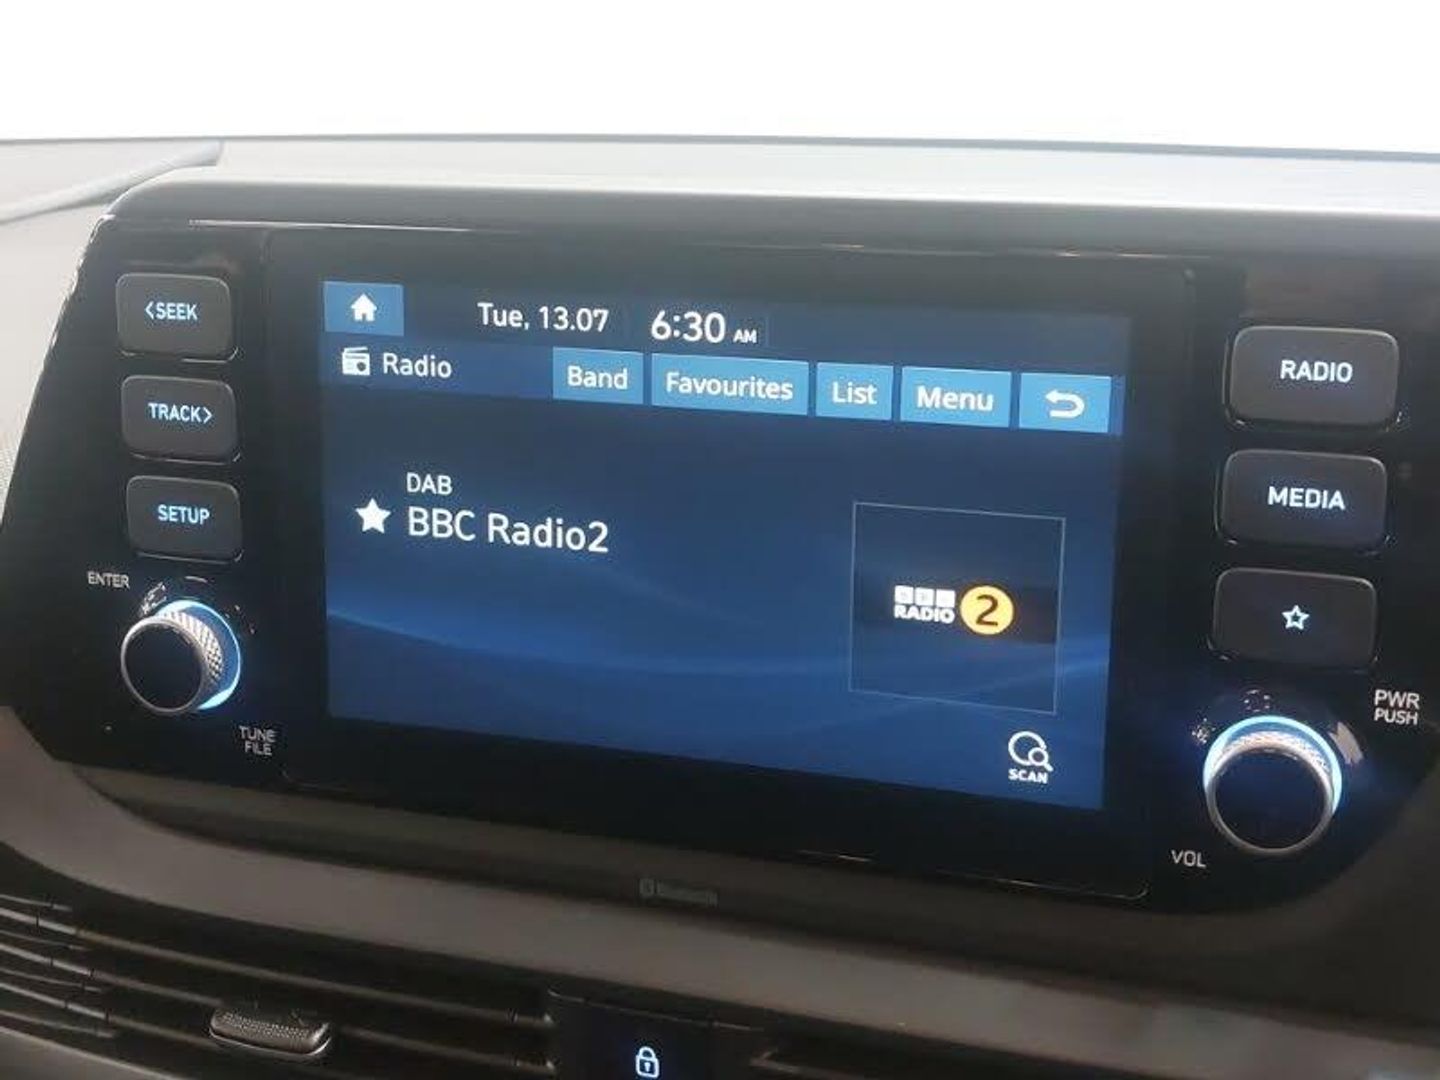 Tue, 13.07 6:30 AM
Radio Band Favourites List Menu
DAB
BBC Radio2
BBC
RADIO 2
SCAN
<SEEK
TRACK>
SETUP
ENTER
TUNE
FILE
RADIO
MEDIA
PWR
PUSH
VOL